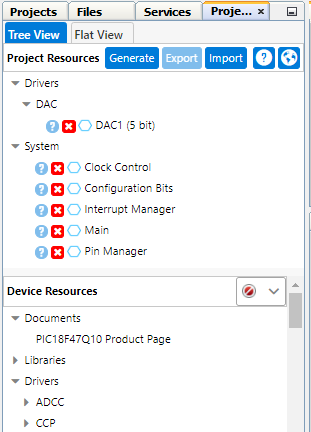 Projects Files Services Proje... ×
Tree View Flat View
Project Resources Generate Export Import ?
Drivers
DAC
? DAC1 (5 bit)
System
? Clock Control
? Configuration Bits
? Interrupt Manager
? Main
? Pin Manager
Device Resources
Documents
PIC18F47Q10 Product Page
Libraries
Drivers
ADCC
CCP